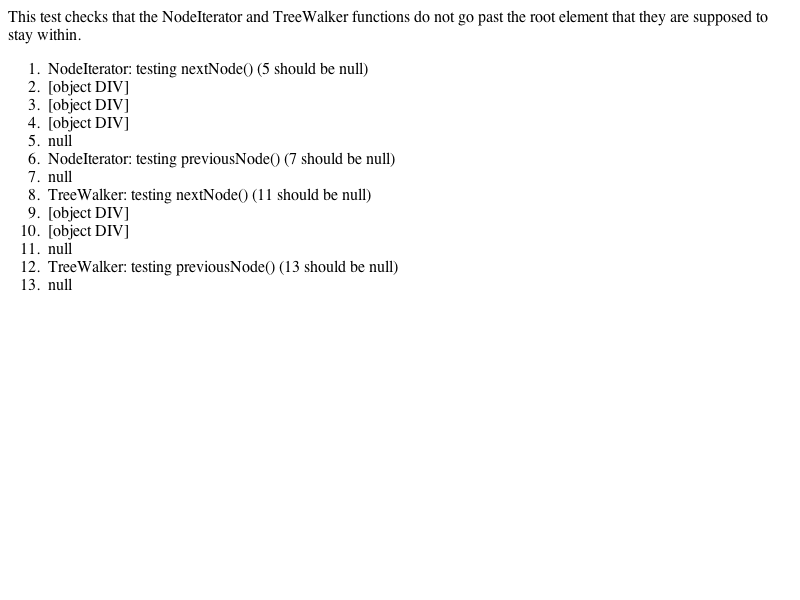 This test checks that the NodeIterator and TreeWalker functions do not go past the root element that they are supposed to
stay within.
1. NodeIterator: testing nextNode() (5 should be null)
2. [object DIV]
3. [object DIV]
4. [object DIV]
5. null
6. NodeIterator: testing previousNode() (7 should be null)
7. null
8. TreeWalker: testing nextNode() (11 should be null)
9. [object DIV]
10. [object DIV]
11. null
12. TreeWalker: testing previousNode() (13 should be null)
13. null